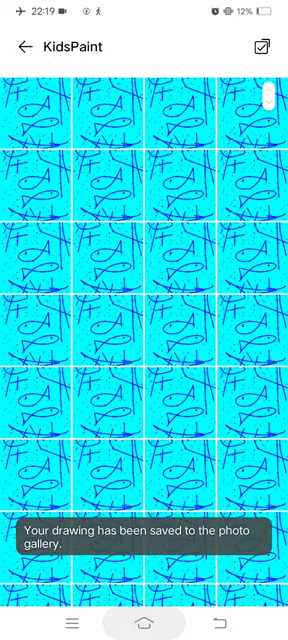 22:19
12%
KidsPaint
Your drawing has been saved to the photo
gallery.